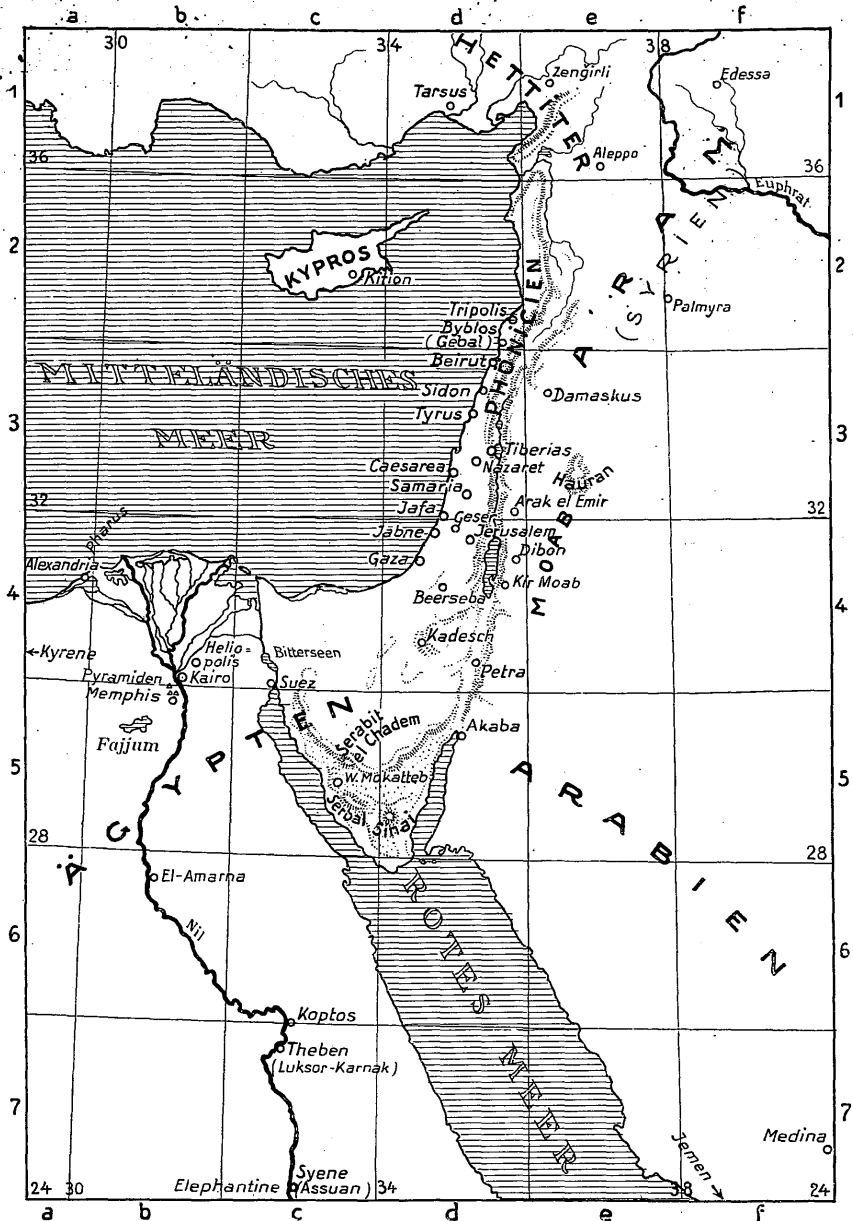 a b c d e f
30 34 38
1 1
HETTITER
Zengirli
Edessa
Tarsus
Aleppo
36 36
Euphrat
ARAM
(SYRIEN)
2 2
KYPROS
Kition
Palmyra
Tripolis
Byblos
(Gebal)
PHÖNICIEN
Beirut
MITTELÄNDISCHES
MEER
Sidon
Damaskus
Tyrus
3 3
Tiberias
Caesarea
Nazaret
Hauran
Samaria
32 32
Arak el Emir
Jafa
Geser
Jerusalem
Jabne
Dibon
Gaza
MOAB
Pharus
Alexandria
4 4
Kir Moab
Beerseba
←Kyrene
Helio=
polis
Bitterseen
Kadesch
Pyramiden
Kairo
Memphis
Suez
Petra
Fajjum
ÄGYPTEN
Serabit
el Chadem
Akaba
5 5
W. Mokatteb
Serbal
Sinai
ARABIEN
28 28
El-Amarna
Nil
ROTES MEER
6 6
Koptos
Theben
(Luksor-Karnak)
7 7
Medina
Jemen
Syene
Elephantine (Assuan)
24 30 34 38 24
a b c d e f